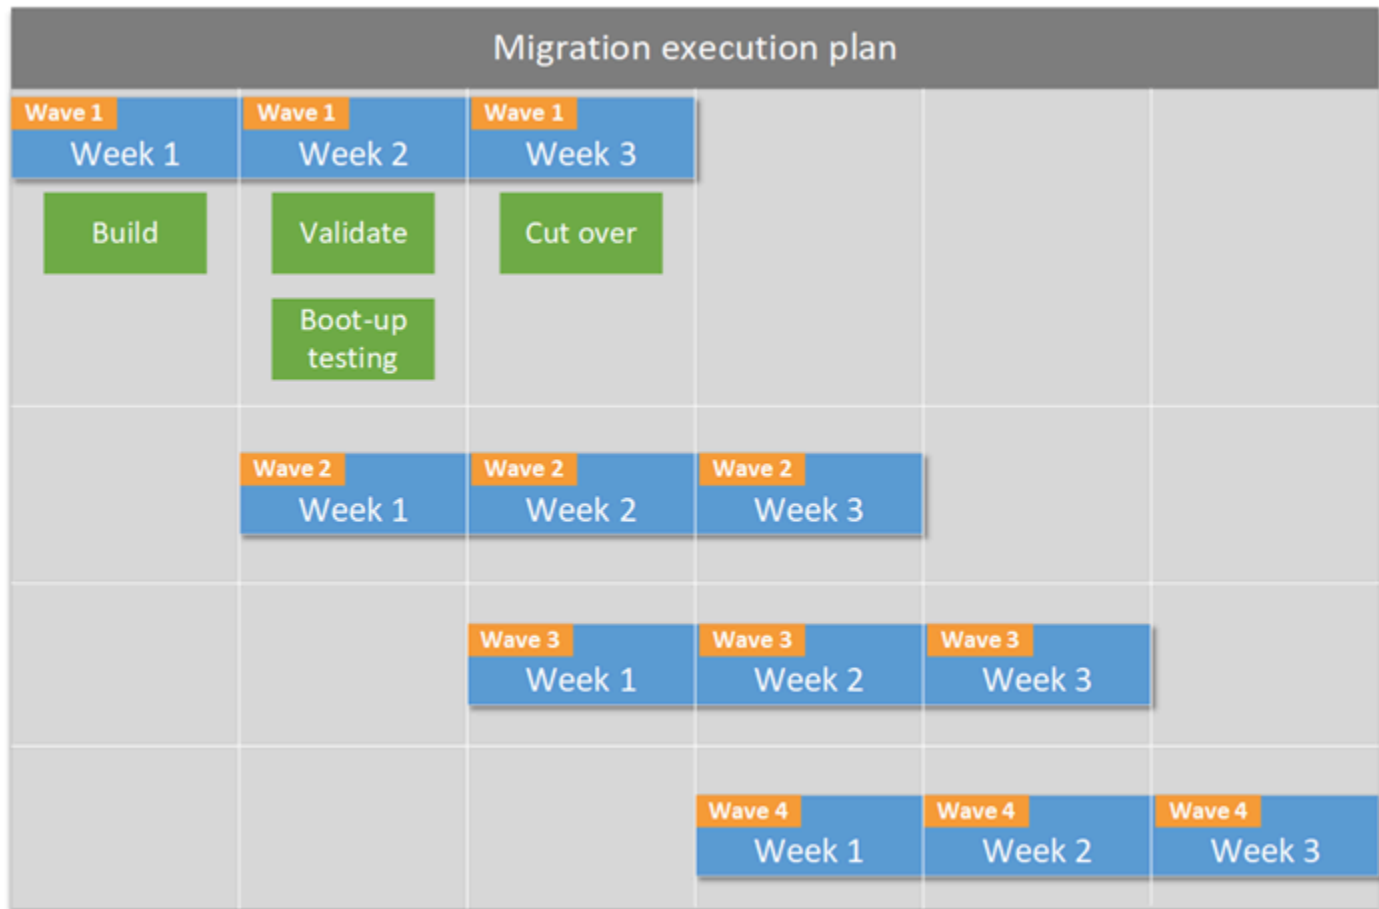 Migration execution plan
Wave 1
Week 1
Wave 1
Week 2
Wave 1
Week 3
Build
Validate
Cut over
Boot-up
testing
Wave 2
Week 1
Wave 2
Week 2
Wave 2
Week 3
Wave 3
Week 1
Wave 3
Week 2
Wave 3
Week 3
Wave 4
Week 1
Wave 4
Week 2
Wave 4
Week 3